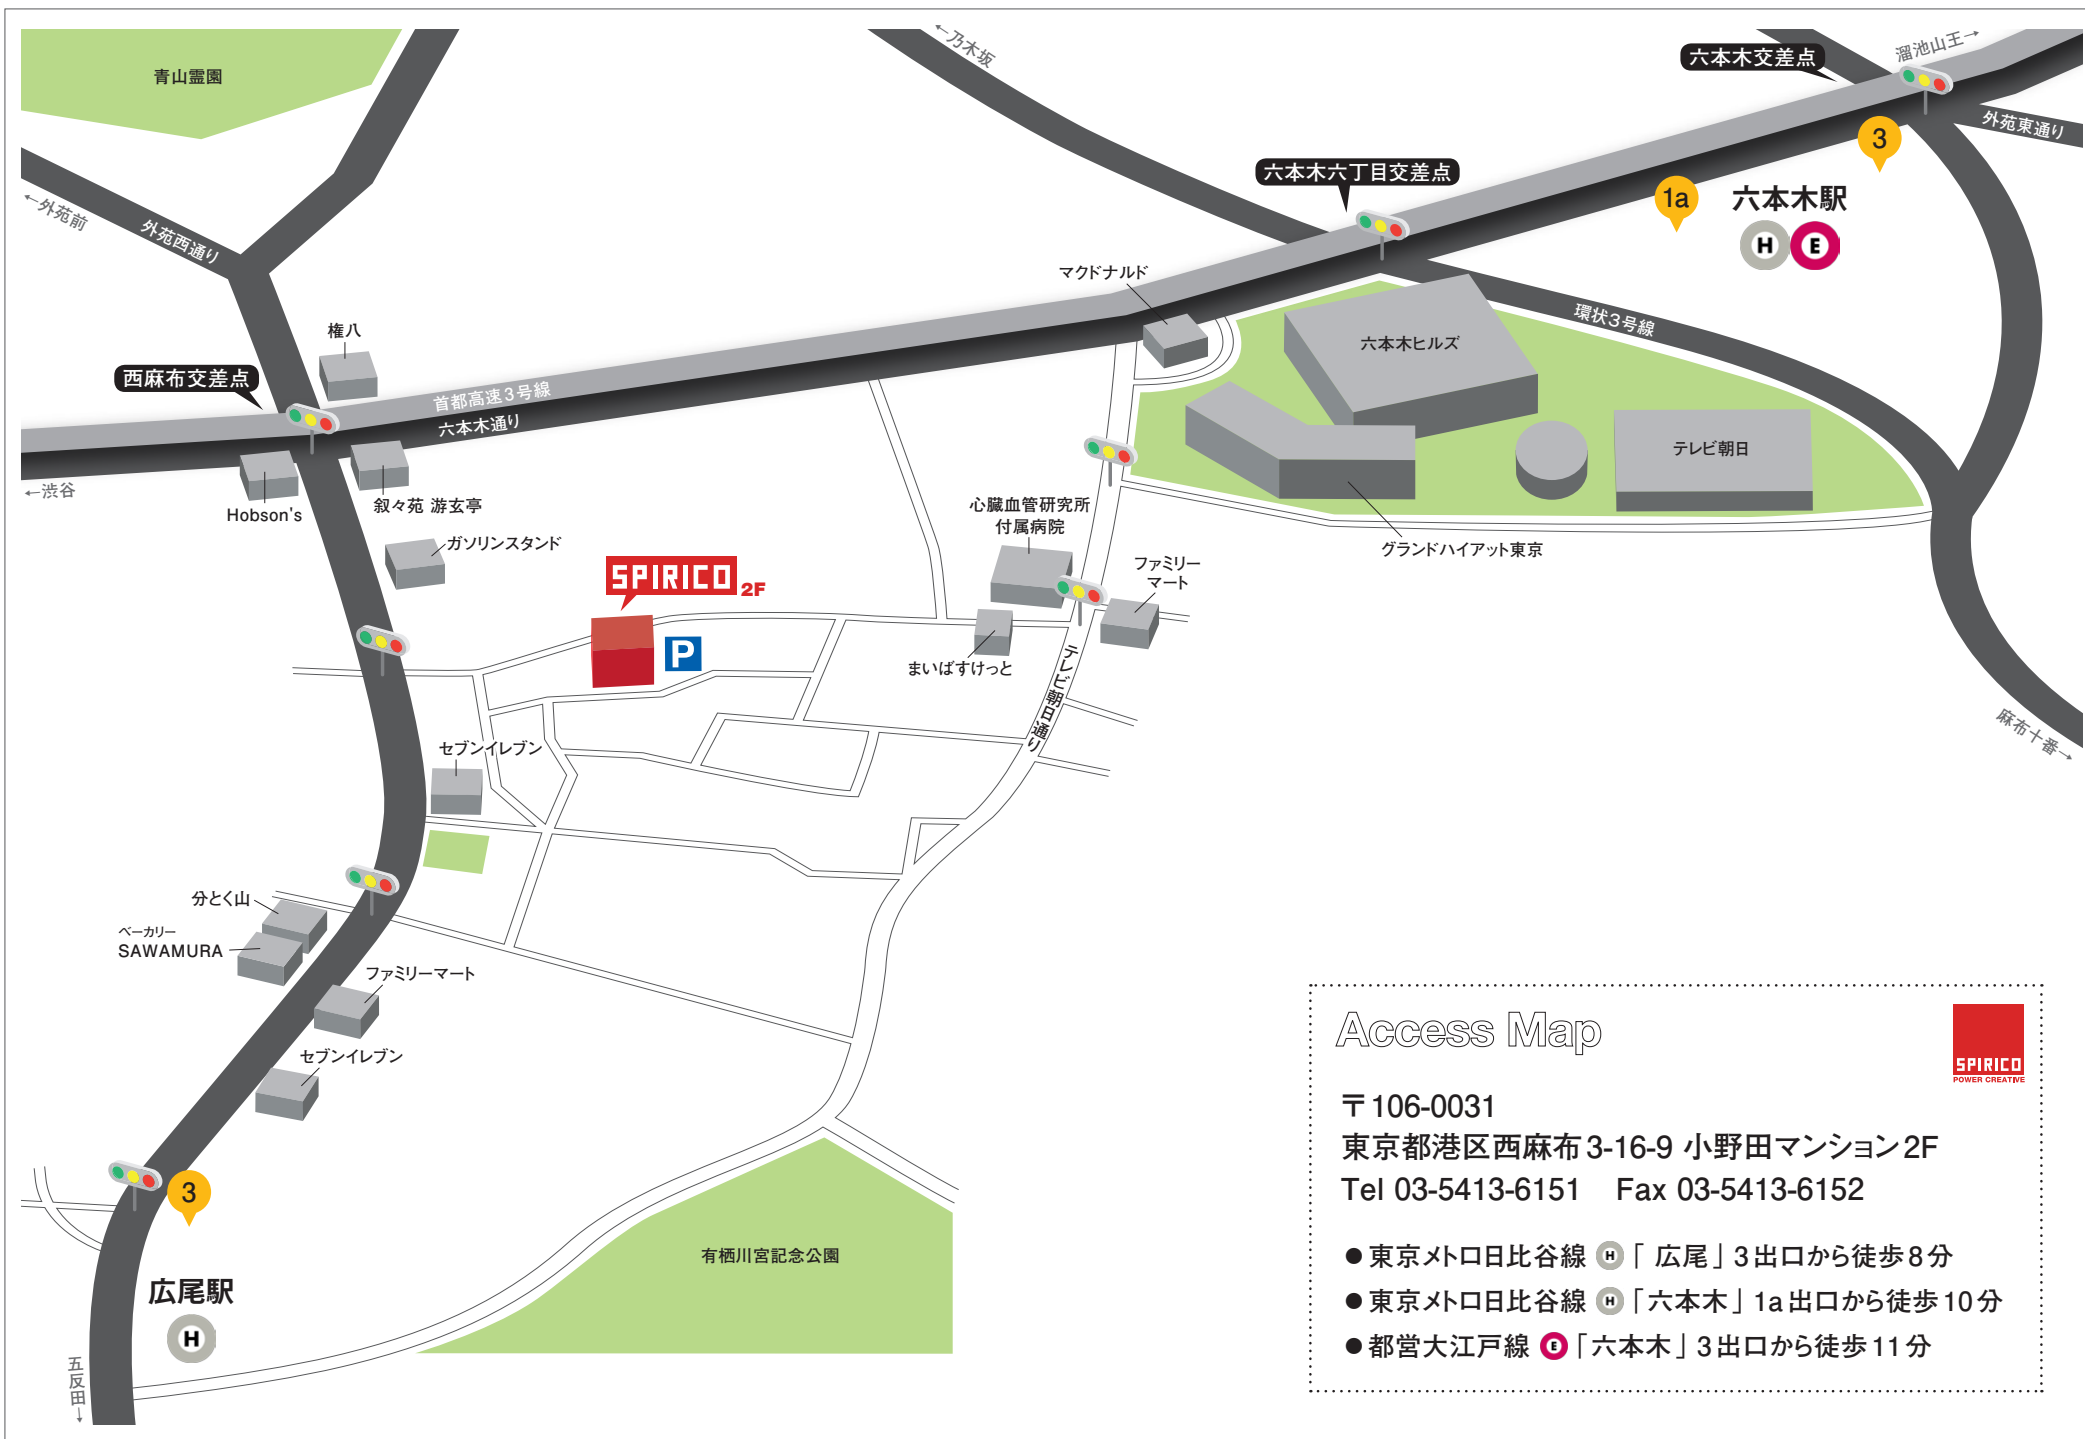 青山霊園
←乃木坂
六本木交差点
溜池山王→
外苑東通り
3
六本木六丁目交差点
1a
六本木駅
H
E
←外苑前
外苑西通り
マクドナルド
環状3号線
六本木ヒルズ
権八
西麻布交差点
首都高速3号線
六本木通り
テレビ朝日
←渋谷
Hobson's
叙々苑 游玄亭
心臓血管研究所
付属病院
グランドハイアット東京
ガソリンスタンド
ファミリー
マート
SPIRICO 2F
P
まいばすけっと
テレビ朝日通り
麻布十番→
セブンイレブン
分とく山
ベーカリー
SAWAMURA
ファミリーマート
セブンイレブン
3
広尾駅
H
五反田→
有栖川宮記念公園
Access Map
SPIRICO
POWER CREATIVE
〒106-0031
東京都港区西麻布3-16-9 小野田マンション2F
Tel 03-5413-6151 Fax 03-5413-6152
●東京メトロ日比谷線 H「 広尾」3出口から徒歩8分
●東京メトロ日比谷線 H「六本木」1a出口から徒歩10分
●都営大江戸線 E「六本木」3出口から徒歩11分